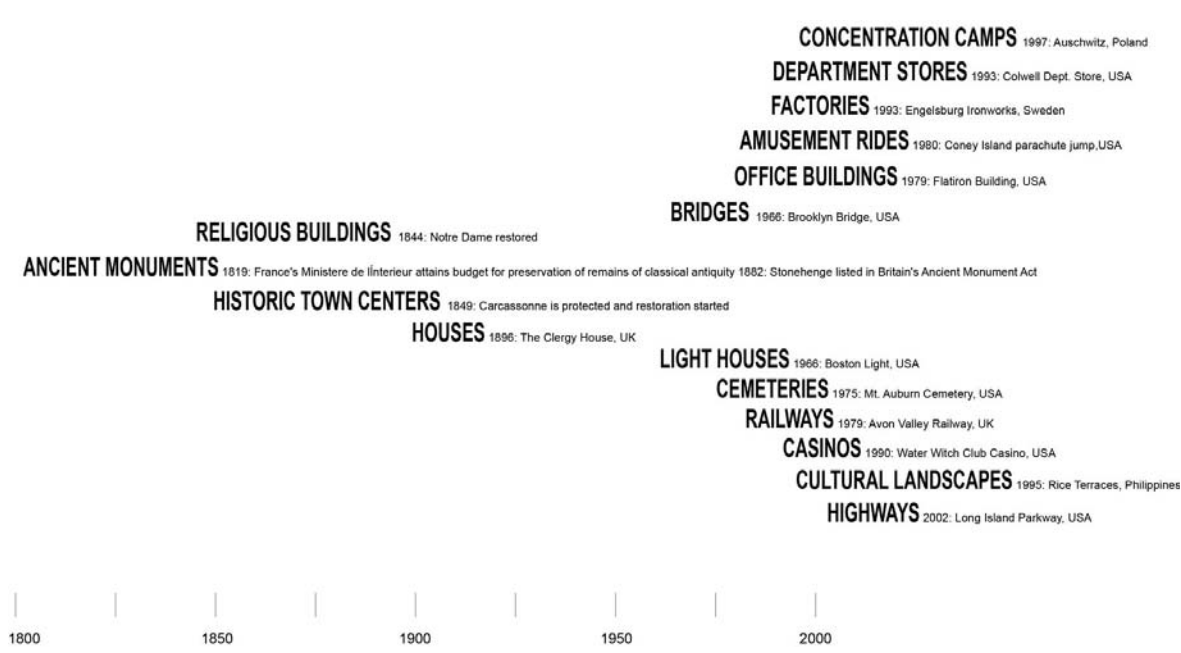 CONCENTRATION CAMPS 1997: Auschwitz, Poland
DEPARTMENT STORES 1993: Colwell Dept. Store, USA
FACTORIES 1993: Engelsburg Ironworks, Sweden
AMUSEMENT RIDES 1980: Coney Island parachute jump,USA
OFFICE BUILDINGS 1979: Flatiron Building, USA
BRIDGES 1966: Brooklyn Bridge, USA
RELIGIOUS BUILDINGS 1844: Notre Dame restored
ANCIENT MONUMENTS 1819: France's Ministere de lÍnterieur attains budget for preservation of remains of classical antiquity 1882: Stonehenge listed in Britain's Ancient Monument Act
HISTORIC TOWN CENTERS 1849: Carcassonne is protected and restoration started
HOUSES 1896: The Clergy House, UK
LIGHT HOUSES 1966: Boston Light, USA
CEMETERIES 1975: Mt. Auburn Cemetery, USA
RAILWAYS 1979: Avon Valley Railway, UK
CASINOS 1990: Water Witch Club Casino, USA
CULTURAL LANDSCAPES 1995: Rice Terraces, Philippines
HIGHWAYS 2002: Long Island Parkway, USA
1800 1850 1900 1950 2000